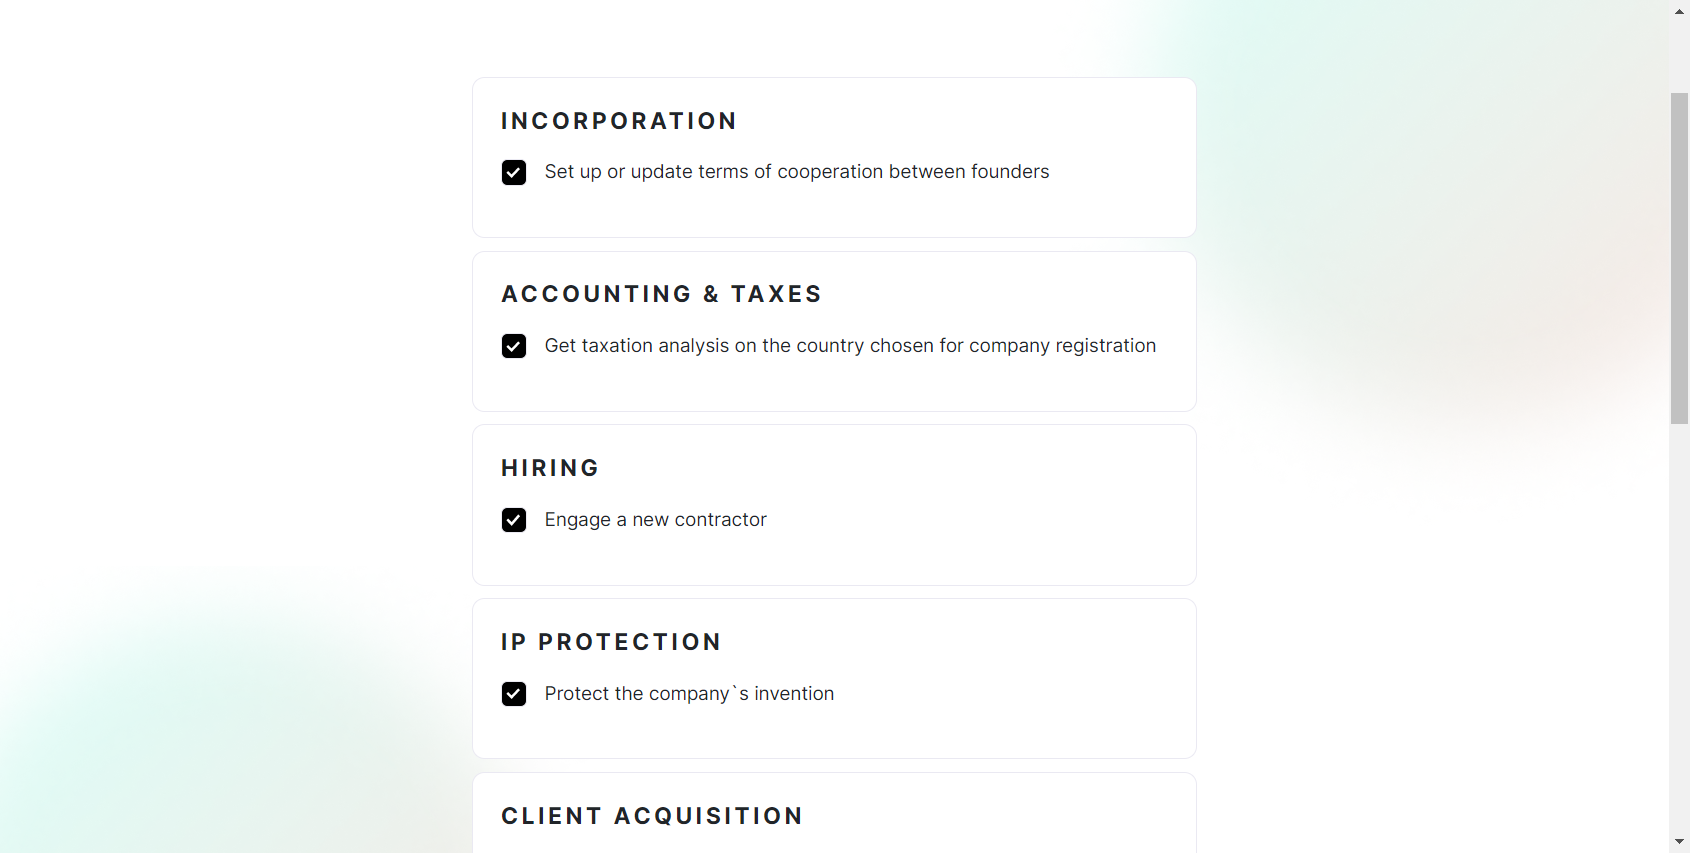 INCORPORATION
Set up or update terms of cooperation between founders
ACCOUNTING & TAXES
Get taxation analysis on the country chosen for company registration
HIRING
Engage a new contractor
IP PROTECTION
Protect the company`s invention
CLIENT ACQUISITION